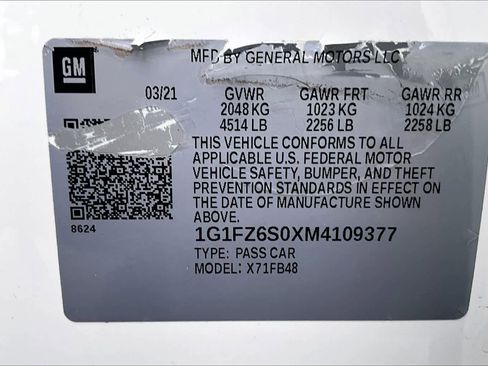 GM
MFD BY GENERAL MOTORS LLC
03/21 GVWR GAWR FRT GAWR RR
2048 KG 1023 KG 1024 KG
4514 LB 2256 LB 2258 LB
THIS VEHICLE CONFORMS TO ALL
APPLICABLE U.S. FEDERAL MOTOR
VEHICLE SAFETY, BUMPER, AND THEFT
PREVENTION STANDARDS IN EFFECT ON
THE DATE OF MANUFACTURE SHOWN
ABOVE.
8624
1G1FZ6S0XM4109377
TYPE: PASS CAR
MODEL: X71FB48